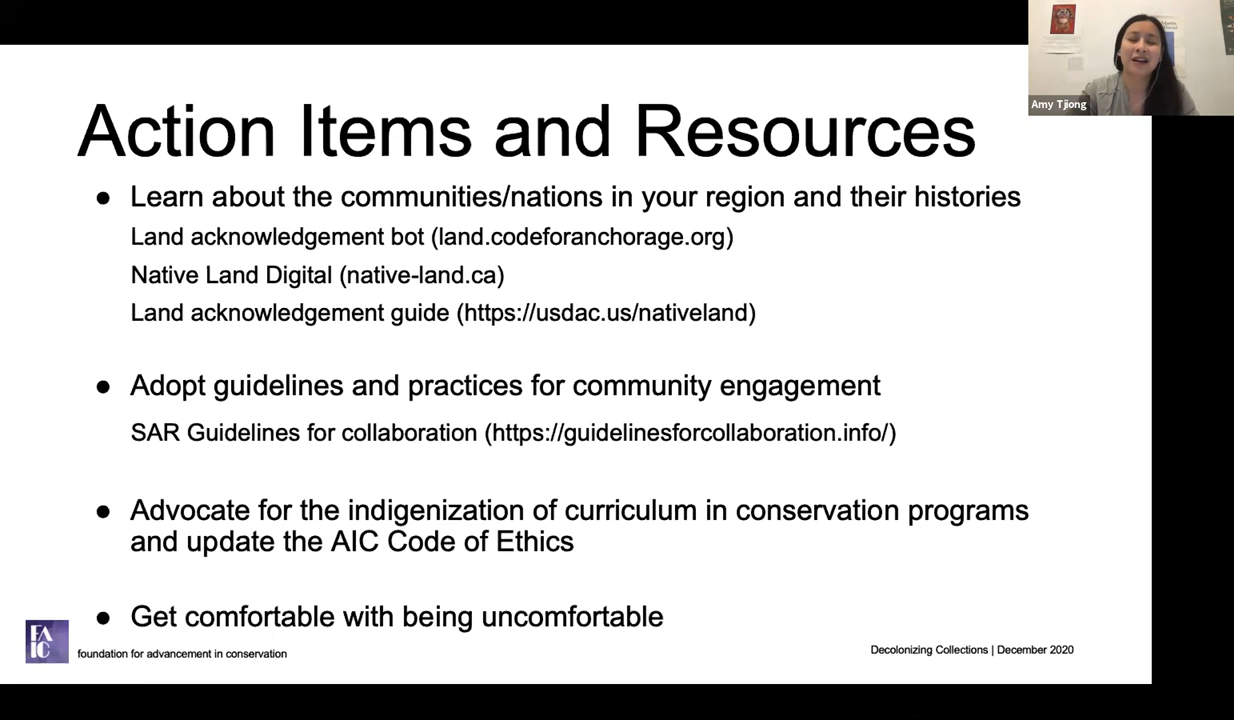 Amy Tjiong
Action Items and Resources
● Learn about the communities/nations in your region and their histories
Land acknowledgement bot (land.codeforanchorage.org)
Native Land Digital (native-land.ca)
Land acknowledgement guide (https://usdac.us/nativeland)
● Adopt guidelines and practices for community engagement
SAR Guidelines for collaboration (https://guidelinesforcollaboration.info/)
● Advocate for the indigenization of curriculum in conservation programs
and update the AIC Code of Ethics
● Get comfortable with being uncomfortable
FA
IC
foundation for advancement in conservation
Decolonizing Collections | December 2020